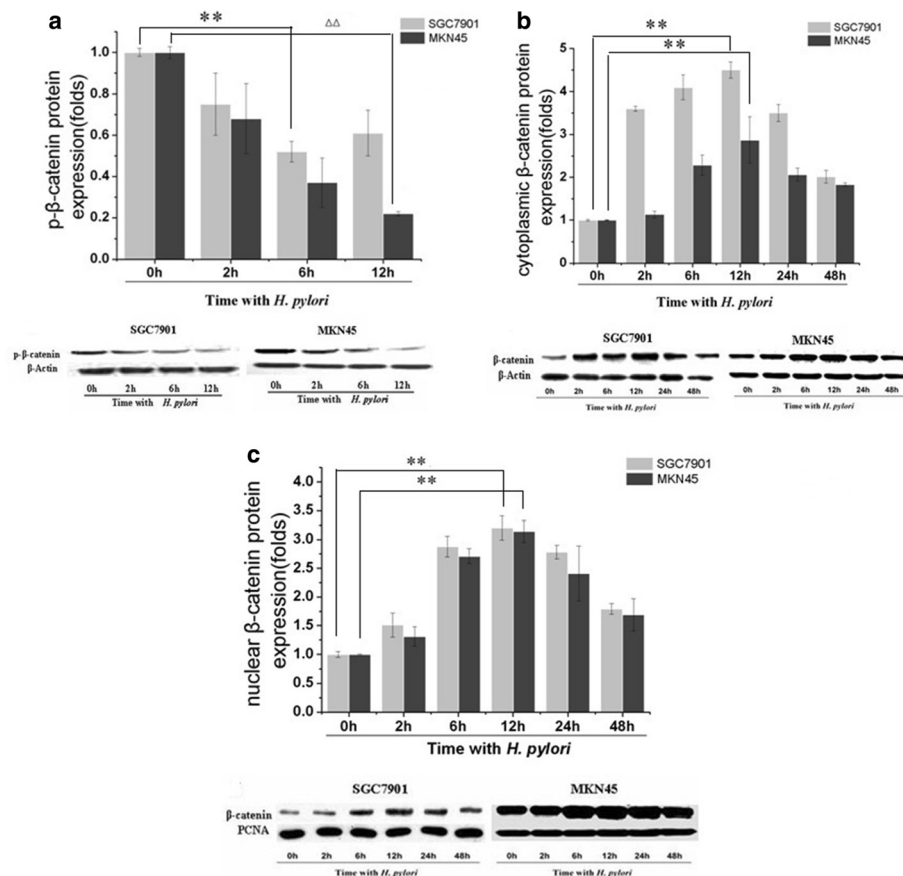 a
**
ΔΔ
SGC7901
MKN45
p-β-catenin protein
expression(folds)
1.0
0.8
0.6
0.4
0.2
0.0
0h 2h 6h 12h
Time with H. pylori
SGC7901 MKN45
p-β-catenin
β-Actin
0h 2h 6h 12h 0h 2h 6h 12h
Time with H. pylori Time with H. pylori
b
**
**
SGC7901
MKN45
cytoplasmic β-catenin protein
expression(folds)
5
4
3
2
1
0
0h 2h 6h 12h 24h 48h
Time with H. pylori
SGC7901 MKN45
β-catenin
β-Actin
0h 2h 6h 12h 24h 48h 0h 2h 6h 12h 24h 48h
Time with H. pylori Time with H. pylori
c
**
**
SGC7901
MKN45
nuclear β-catenin protein
expression(folds)
4.0
3.5
3.0
2.5
2.0
1.5
1.0
0.5
0.0
0h 2h 6h 12h 24h 48h
Time with H. pylori
SGC7901 MKN45
β-catenin
PCNA
0h 2h 6h 12h 24h 48h 0h 2h 6h 12h 24h 48h
Time with H. pylori Time with H. pylori